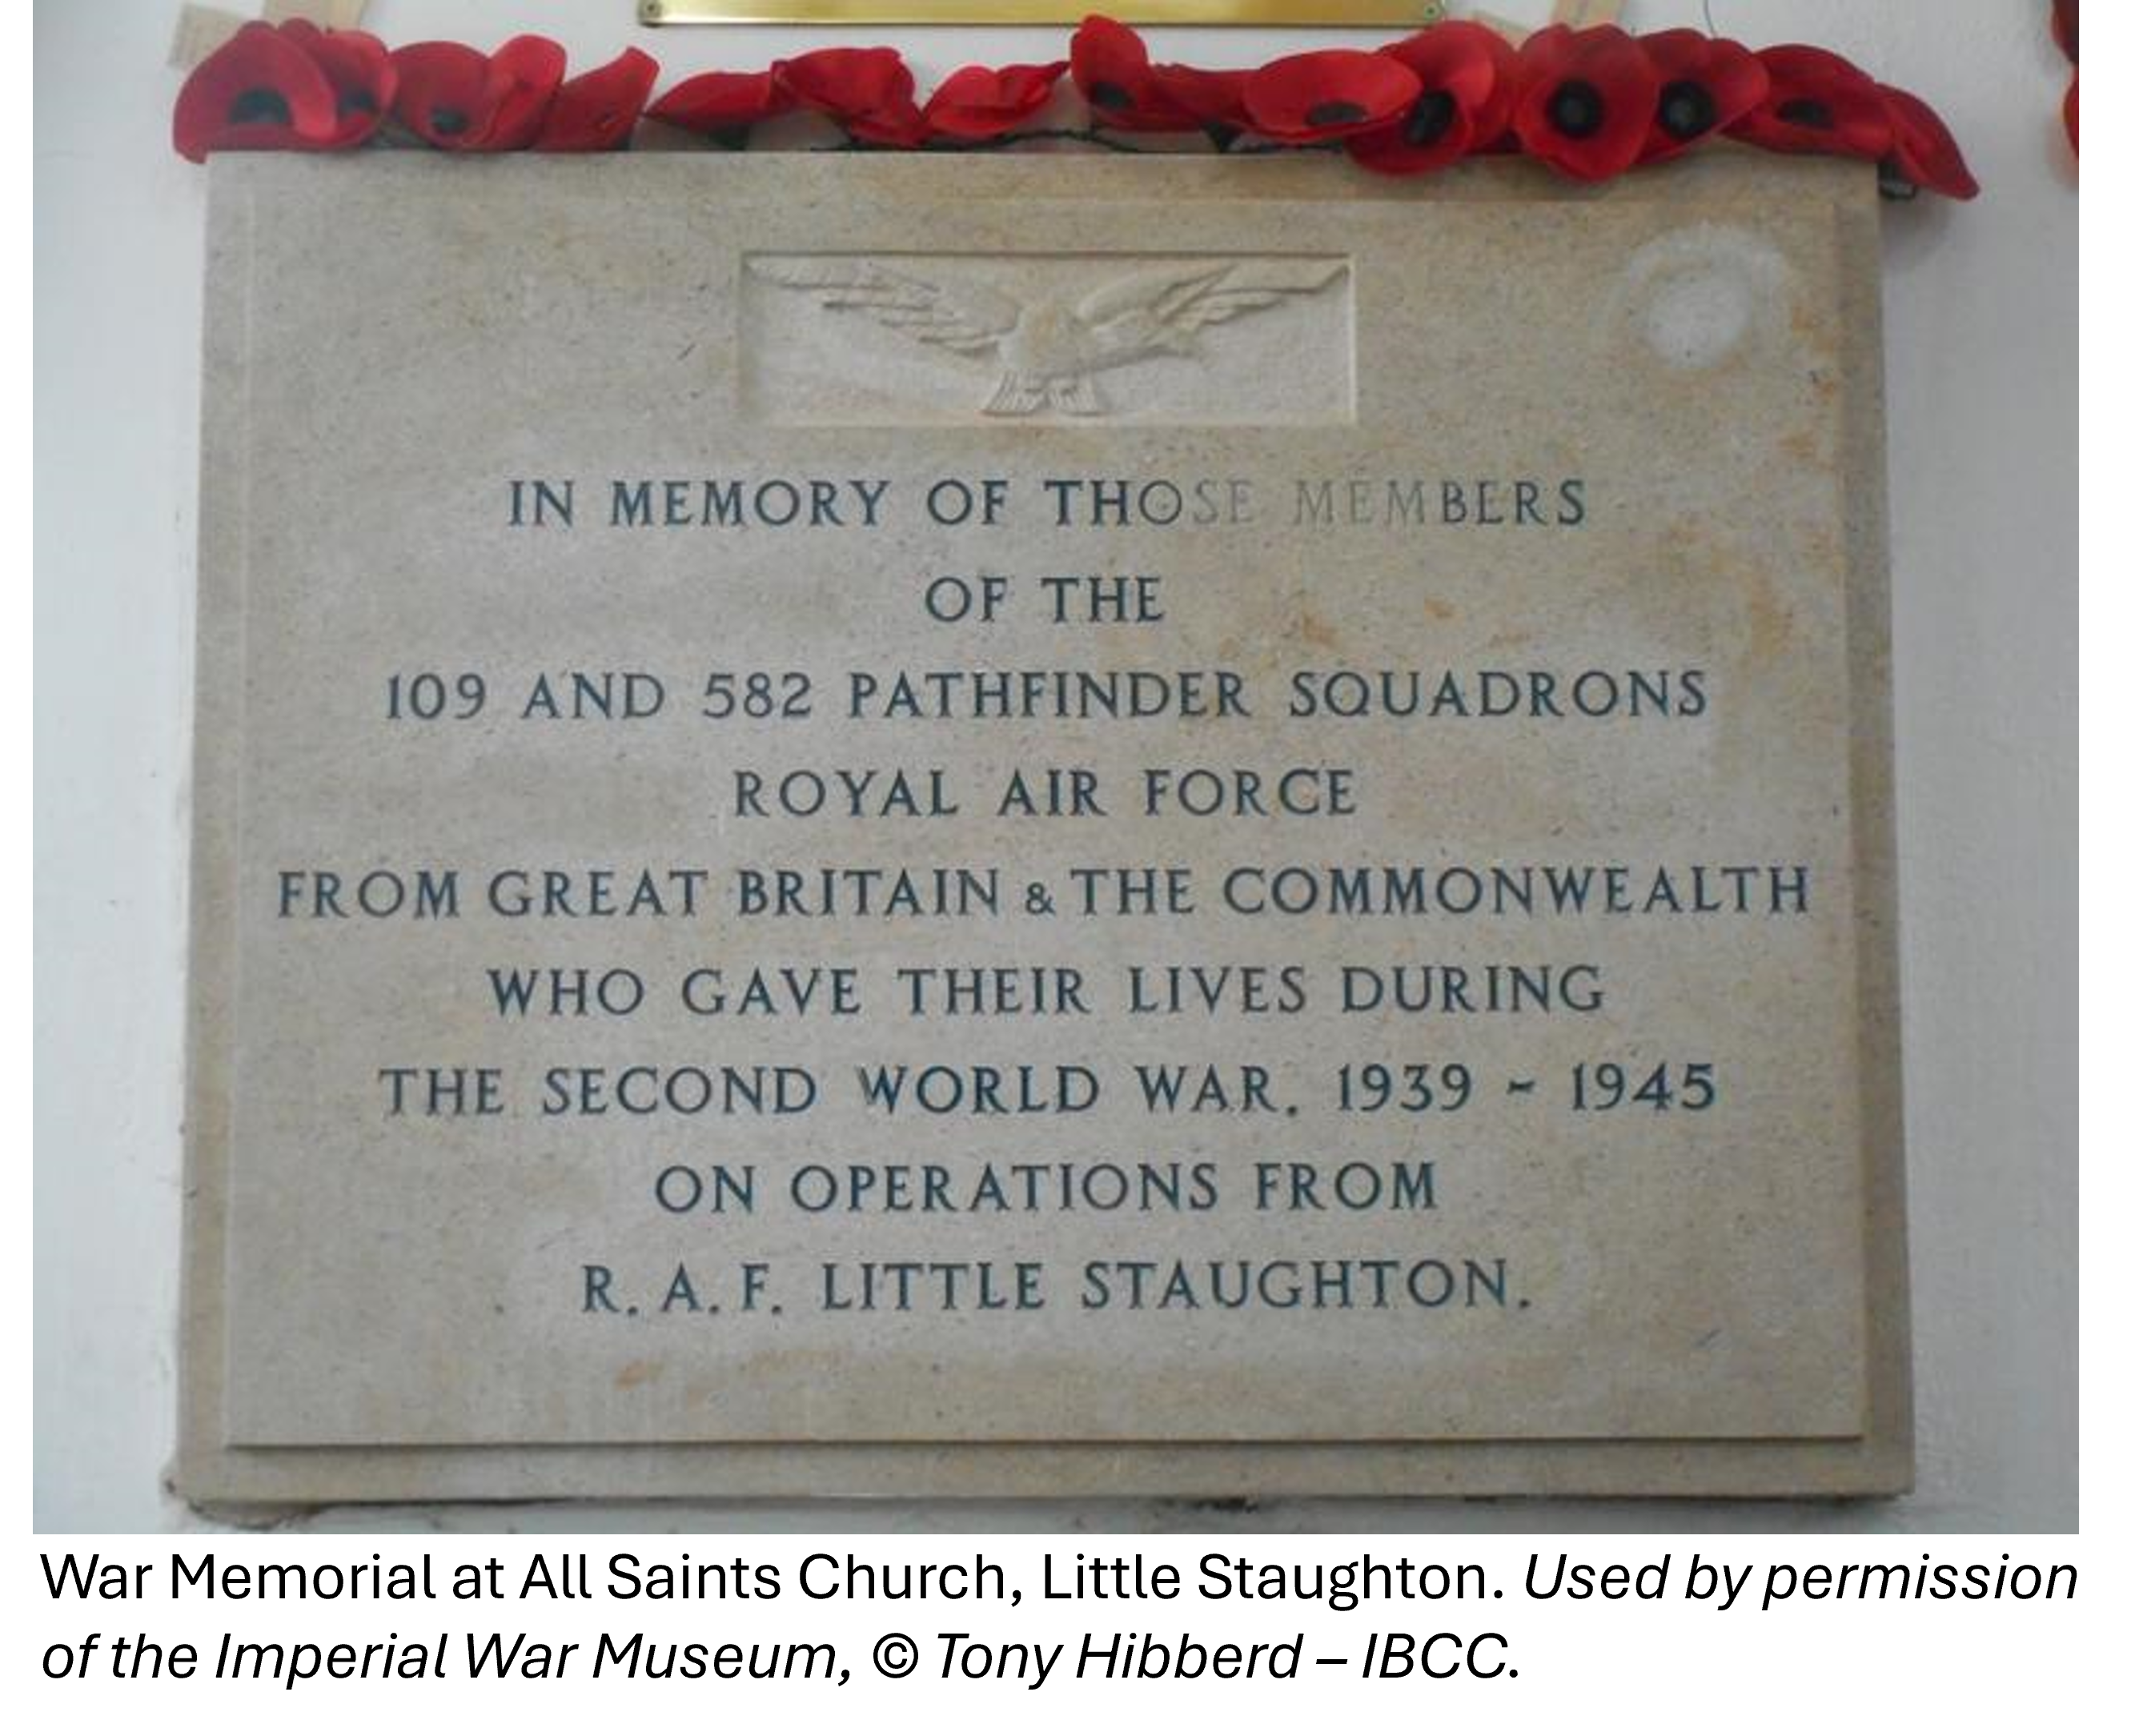 IN MEMORY OF THOSE MEMBERS
OF THE
109 AND 582 PATHFINDER SQUADRONS
ROYAL AIR FORCE
FROM GREAT BRITAIN & THE COMMONWEALTH
WHO GAVE THEIR LIVES DURING
THE SECOND WORLD WAR. 1939 - 1945
ON OPERATIONS FROM
R. A. F. LITTLE STAUGHTON.
War Memorial at All Saints Church, Little Staughton. Used by permission
of the Imperial War Museum, © Tony Hibberd – IBCC.